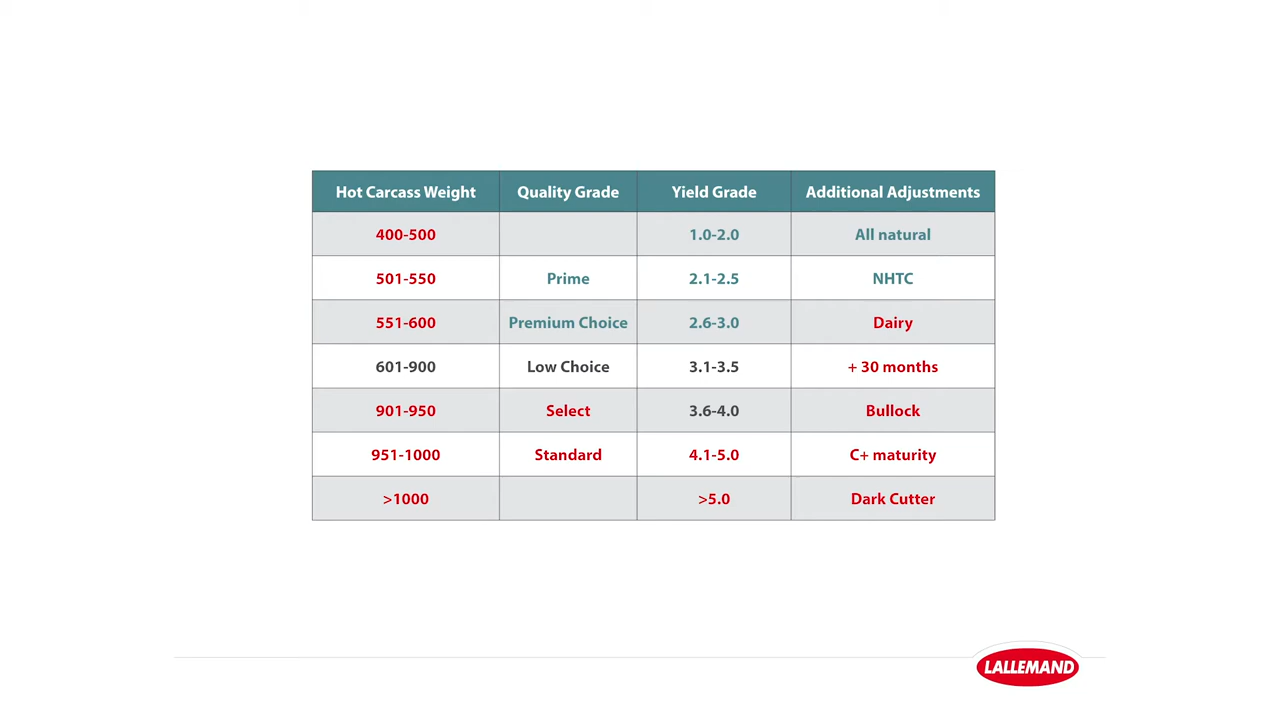 Hot Carcass Weight Quality Grade Yield Grade Additional Adjustments
400-500 1.0-2.0 All natural
501-550 Prime 2.1-2.5 NHTC
551-600 Premium Choice 2.6-3.0 Dairy
601-900 Low Choice 3.1-3.5 + 30 months
901-950 Select 3.6-4.0 Bullock
951-1000 Standard 4.1-5.0 C+ maturity
>1000 >5.0 Dark Cutter
LALLEMAND